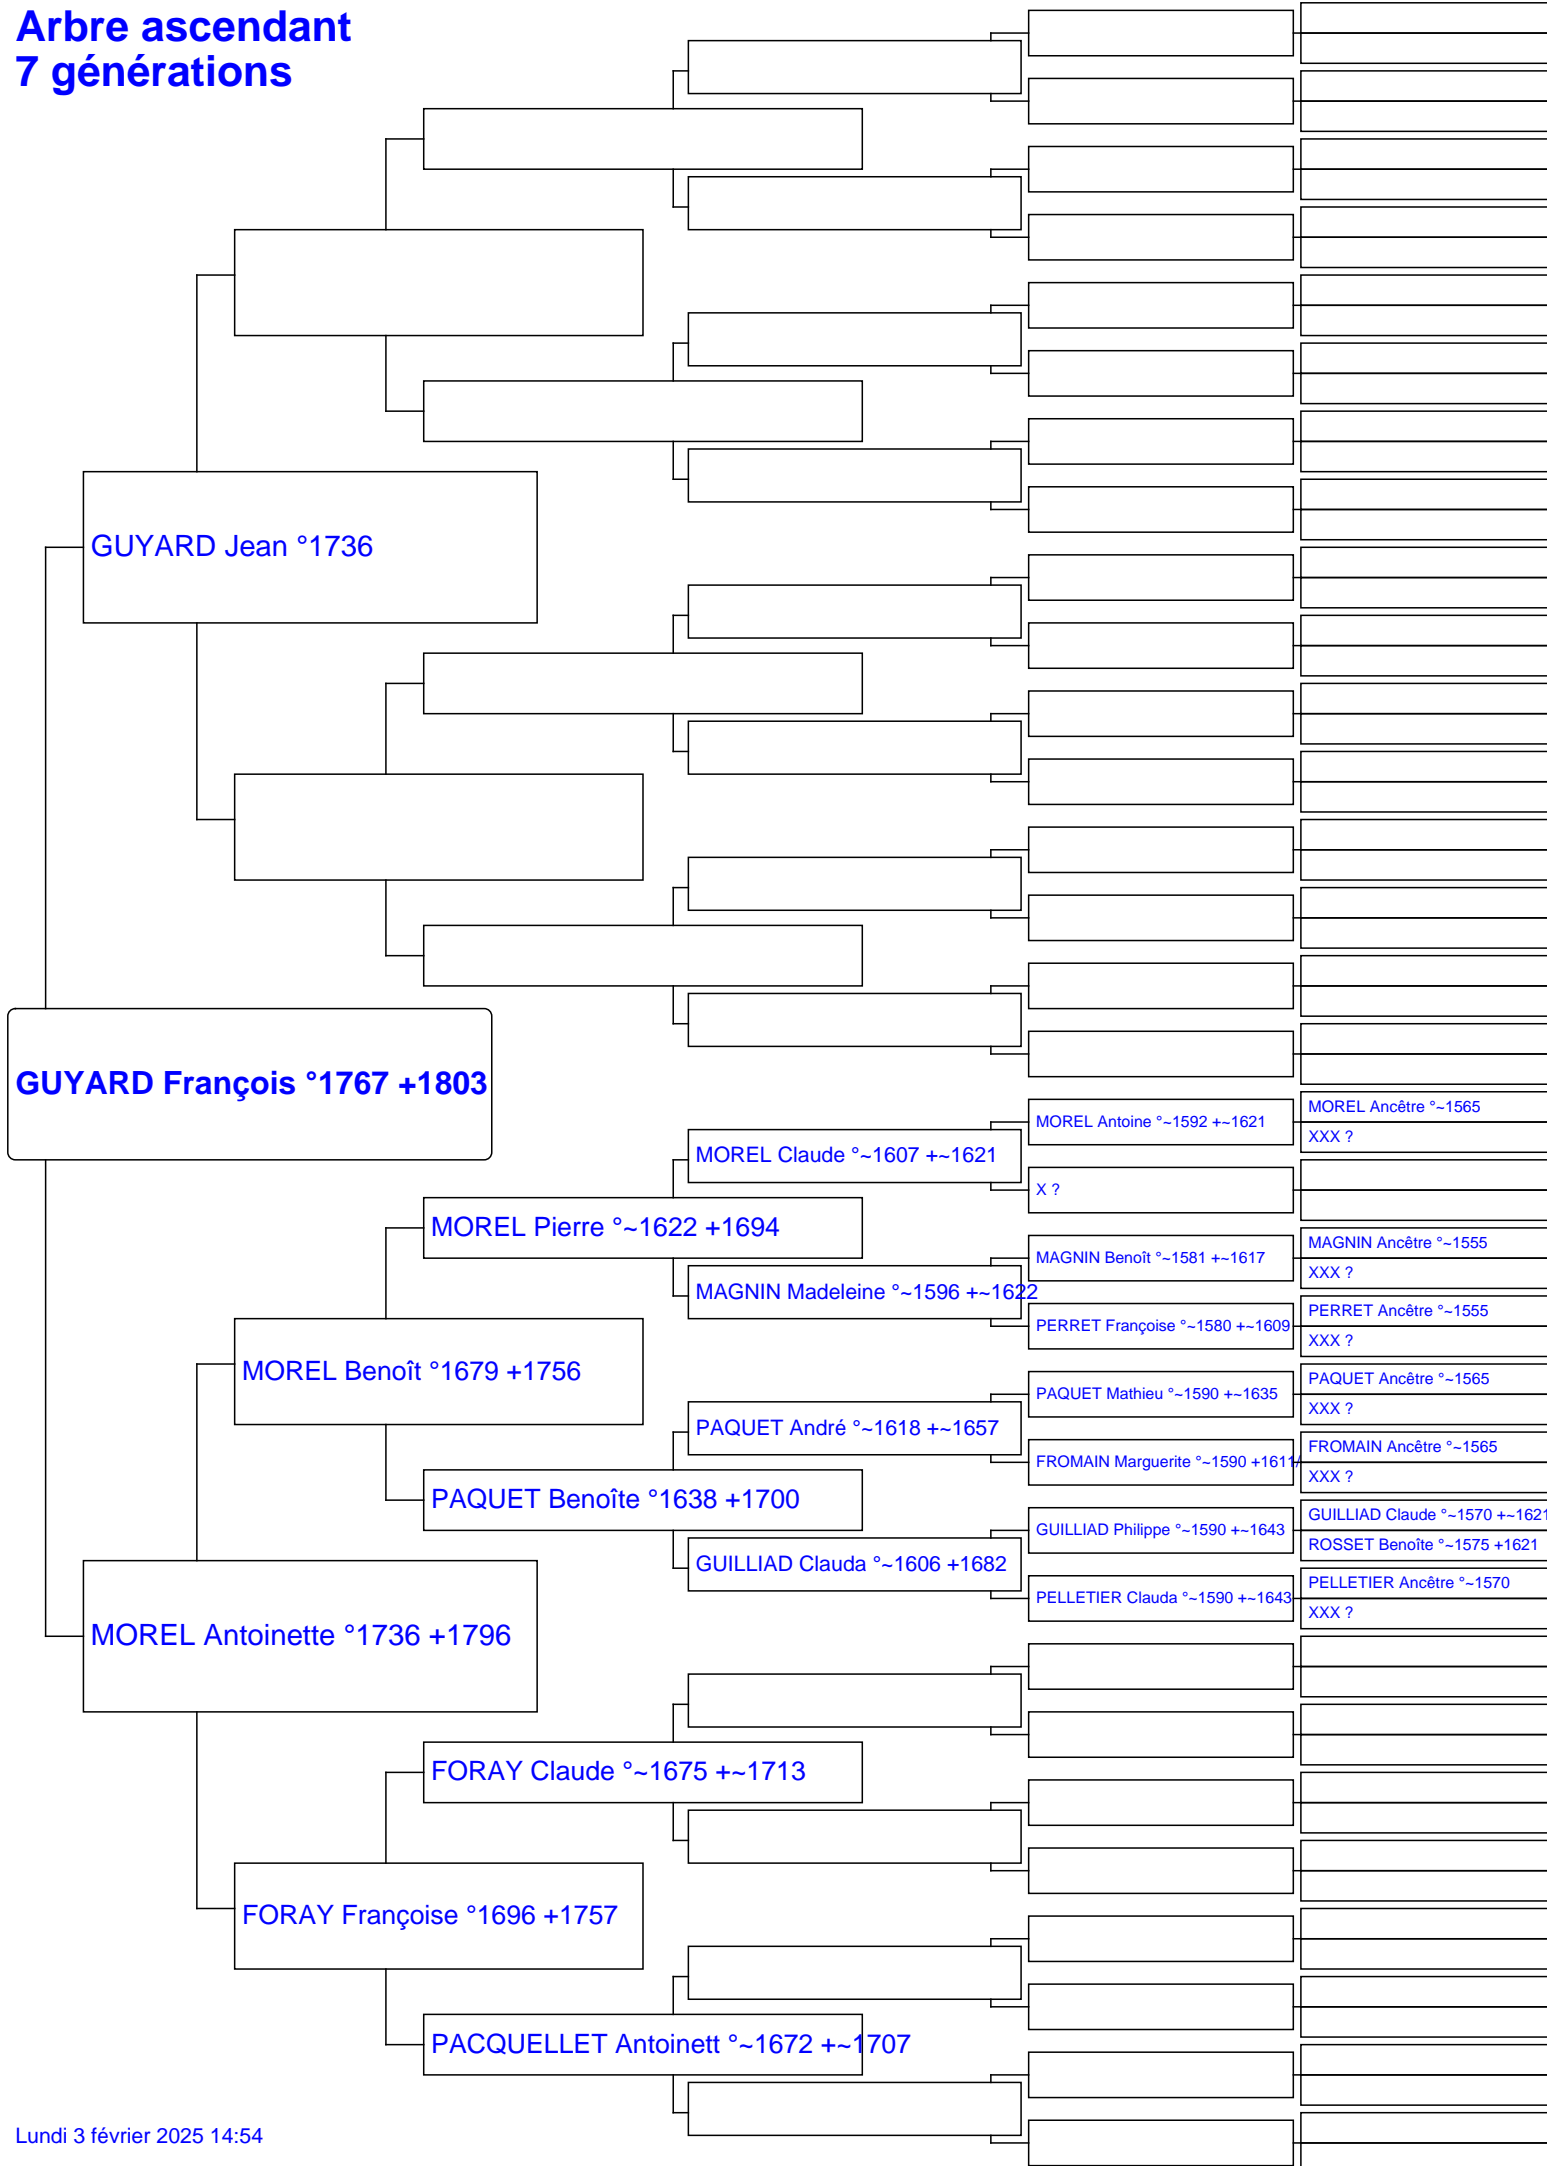 Arbre ascendant
7 générations
GUYARD Jean °1736
GUYARD François °1767 +1803
MOREL Antoine °~1592 +~1621
MOREL Ancêtre °~1565
XXX ?
MOREL Claude °~1607 +~1621
X ?
MOREL Pierre °~1622 +1694
MAGNIN Benoît °~1581 +~1617
MAGNIN Ancêtre °~1555
XXX ?
MAGNIN Madeleine °~1596 +~1622
PERRET Françoise °~1580 +~1609
PERRET Ancêtre °~1555
XXX ?
MOREL Benoît °1679 +1756
PAQUET Mathieu °~1590 +~1635
PAQUET Ancêtre °~1565
XXX ?
PAQUET André °~1618 +~1657
FROMAIN Marguerite °~1590 +1611/
FROMAIN Ancêtre °~1565
XXX ?
PAQUET Benoîte °1638 +1700
GUILLIAD Philippe °~1590 +~1643
GUILLIAD Claude °~1570 +~1621
ROSSET Benoîte °~1575 +1621
GUILLIAD Clauda °~1606 +1682
PELLETIER Clauda °~1590 +~1643
PELLETIER Ancêtre °~1570
XXX ?
MOREL Antoinette °1736 +1796
FORAY Claude °~1675 +~1713
FORAY Françoise °1696 +1757
PACQUELLET Antoinett °~1672 +~1707
Lundi 3 février 2025 14:54